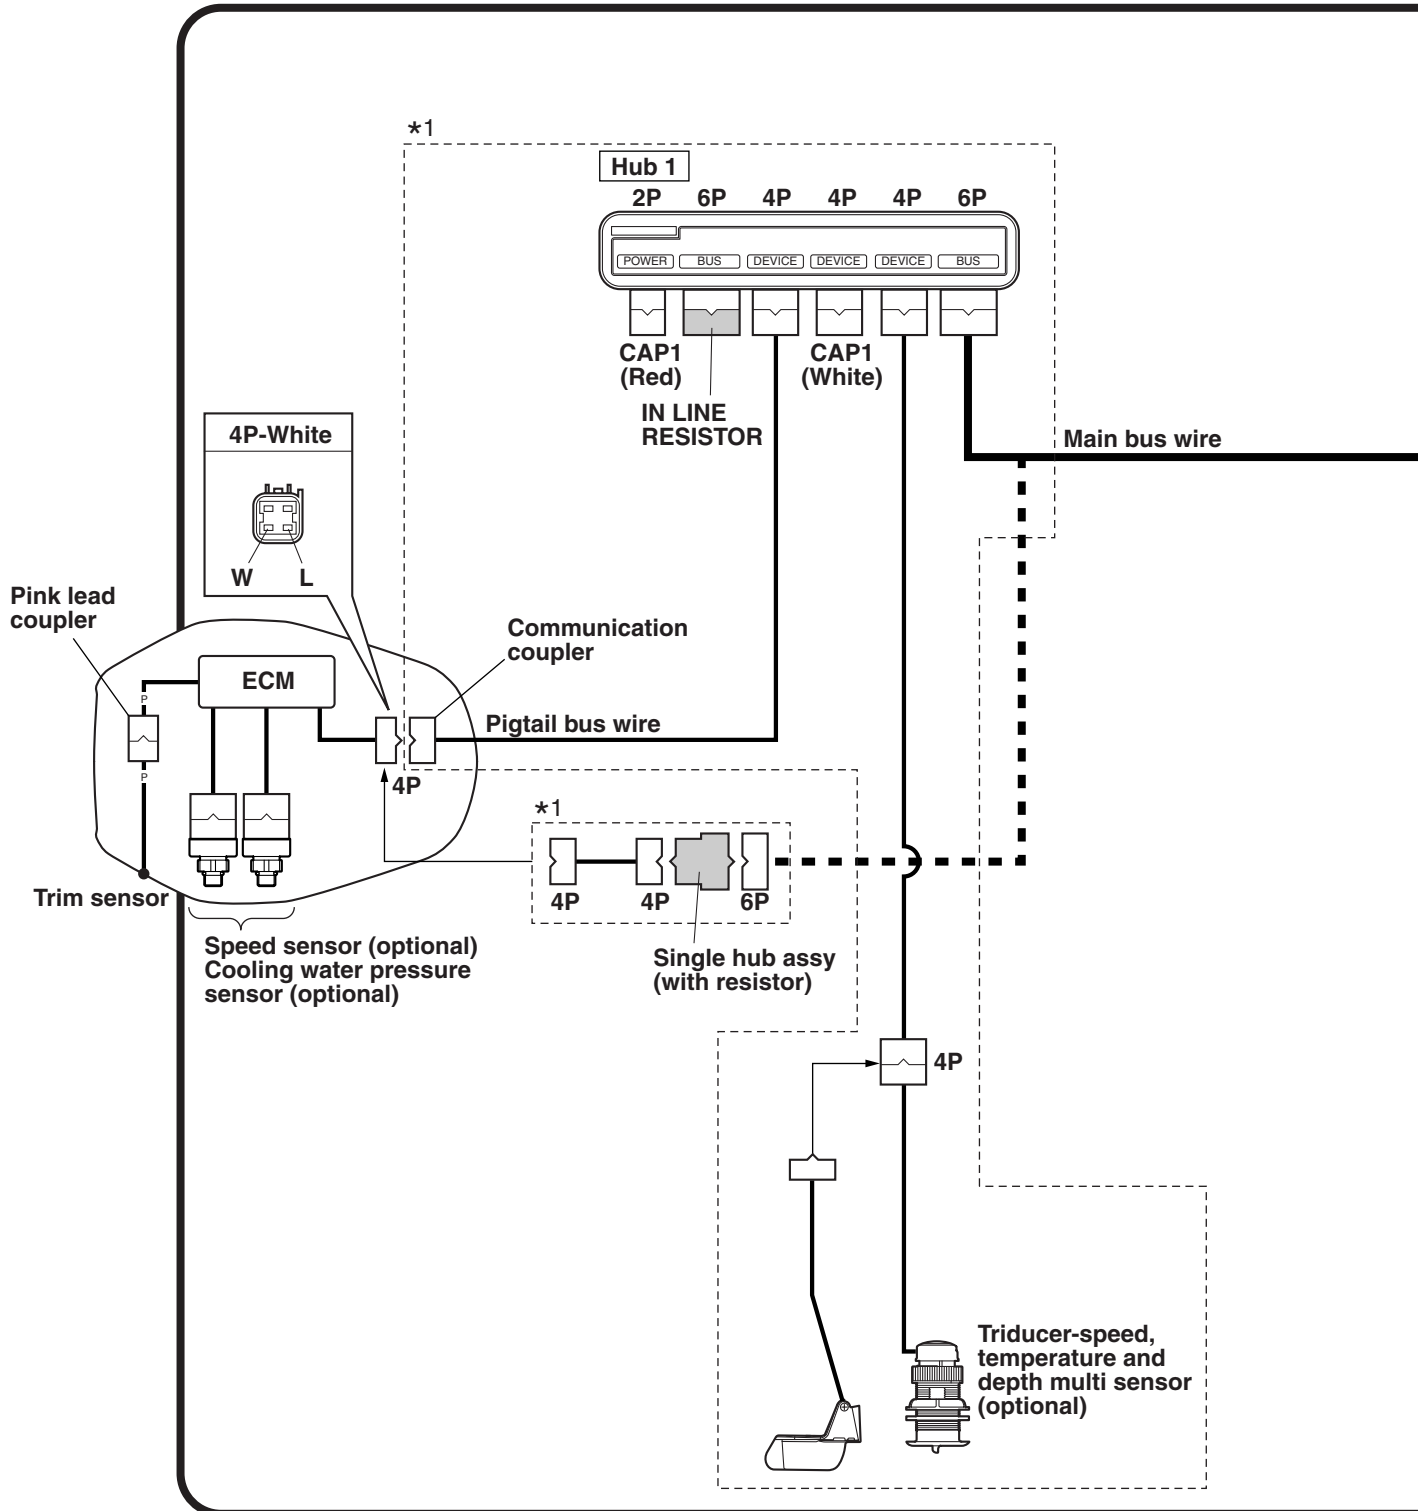 *1
Hub 1
2P 6P 4P 4P 4P 6P
POWER BUS DEVICE DEVICE DEVICE BUS
CAP1
(Red)
CAP1
(White)
IN LINE
RESISTOR
Main bus wire
4P-White
W L
Pink lead
coupler
Communication
coupler
ECM
P
Pigtail bus wire
P
4P
*1
4P 4P 6P
Trim sensor
Speed sensor (optional)
Cooling water pressure
sensor (optional)
Single hub assy
(with resistor)
4P
Triducer-speed,
temperature and
depth multi sensor
(optional)